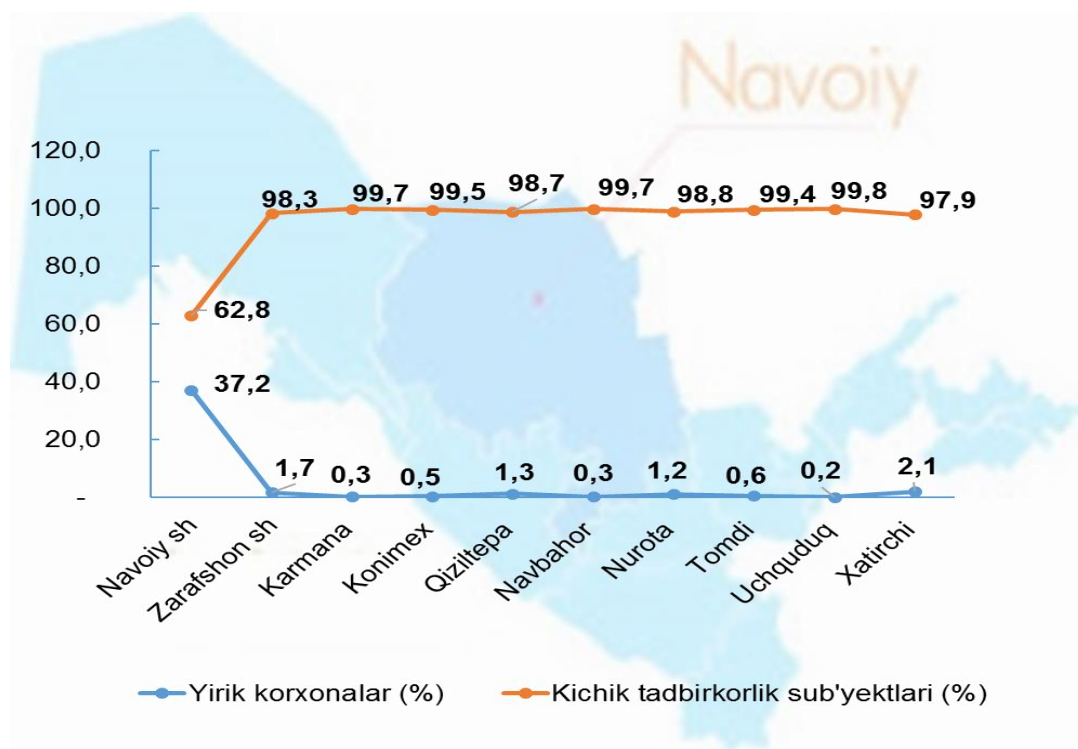 Navoiy
120,0
100,0
80,0
60,0
40,0
20,0
-
62,8
98,3
99,7
99,5
98,7
99,7
98,8
99,4
99,8
97,9
37,2
1,7
0,3
0,5
1,3
0,3
1,2
0,6
0,2
2,1
Navoiy sh
Zarafshon sh
Karmana
Konimex
Qiziltepa
Navbahor
Nurota
Tomdi
Uchquduq
Xatirchi
Yirik korxonalar (%)
Kichik tadbirkorlik sub'yektlari (%)